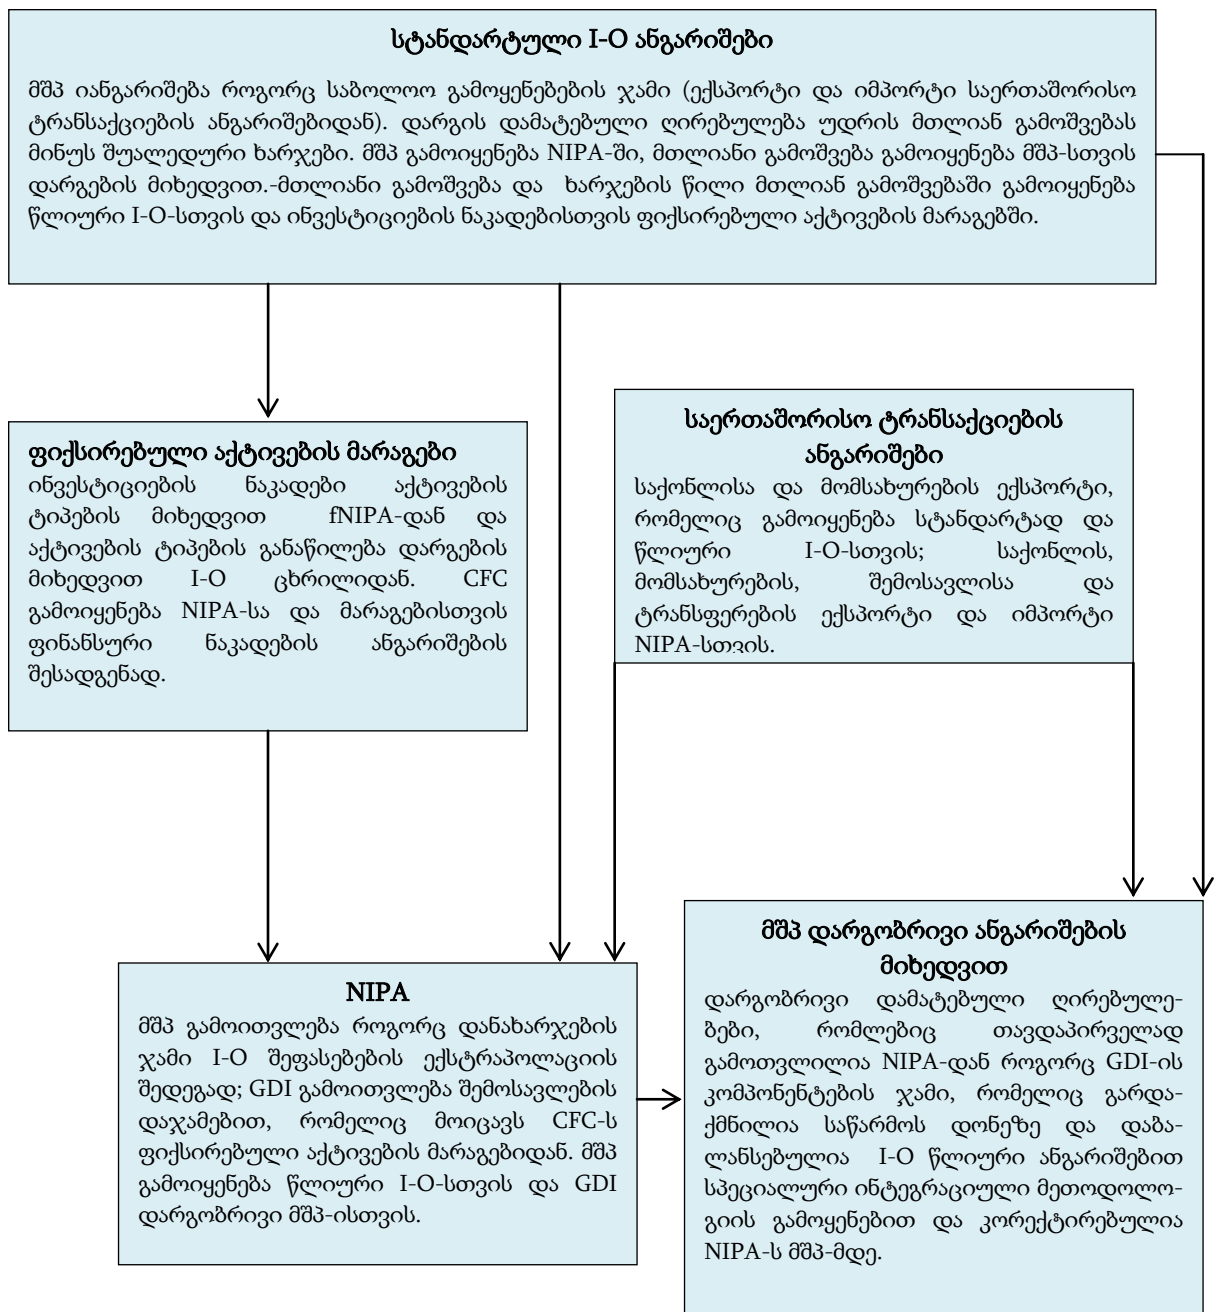 სტანდარტული I-O ანგარიშები
მშპ იანგარიშება როგორც საბოლოო გამოყენებების ჯამი (ექსპორტი და იმპორტი საერთაშორისო
ტრანსაქციების ანგარიშებიდან). დარგის დამატებული ღირებულება უდრის მთლიან გამოშვებას
მინუს შუალედური ხარჯები. მშპ გამოიყენება NIPA-ში, მთლიანი გამოშვება გამოიყენება მშპ-სთვის
დარგების მიხედვით.-მთლიანი გამოშვება და ხარჯების წილი მთლიან გამოშვებაში გამოიყენება
წლიური I-O-სთვის და ინვესტიციების ნაკადებისთვის ფიქსირებული აქტივების მარაგებში.
ფიქსირებული აქტივების მარაგები
ინვესტიციების ნაკადები აქტივების
ტიპების მიხედვით fNIPA-დან და
აქტივების ტიპების განაწილება დარგების
მიხედვით I-O ცხრილიდან. CFC
გამოიყენება NIPA-სა და მარაგებისთვის
ფინანსური ნაკადების ანგარიშების
შესადგენად.
საერთაშორისო ტრანსაქციების
ანგარიშები
საქონლისა და მომსახურების ექსპორტი,
რომელიც გამოიყენება სტანდარტად და
წლიური I-O-სთვის; საქონლის,
მომსახურების, შემოსავლისა და
ტრანსფერების ექსპორტი და იმპორტი
NIPA-სთვის.
NIPA
მშპ გამოითვლება როგორც დანახარჯების
ჯამი I-O შეფასებების ექსტრაპოლაციის
შედეგად; GDI გამოითვლება შემოსავლების
დაჯამებით, რომელიც მოიცავს CFC-ს
ფიქსირებული აქტივების მარაგებიდან. მშპ
გამოიყენება წლიური I-O-სთვის და GDI
დარგობრივი მშპ-ისთვის.
მშპ დარგობრივი ანგარიშების
მიხედვით
დარგობრივი დამატებული ღირებულე-
ბები, რომლებიც თავდაპირველად
გამოთვლილია NIPA-დან როგორც GDI-ის
კომპონენტების ჯამი, რომელიც გარდა-
ქმნილია საწარმოს დონეზე და დაბა-
ლანსებულია I-O წლიური ანგარიშებით
სპეციალური ინტეგრაციული მეთოდოლო-
გიის გამოყენებით და კორექტირებულია
NIPA-ს მშპ-მდე.